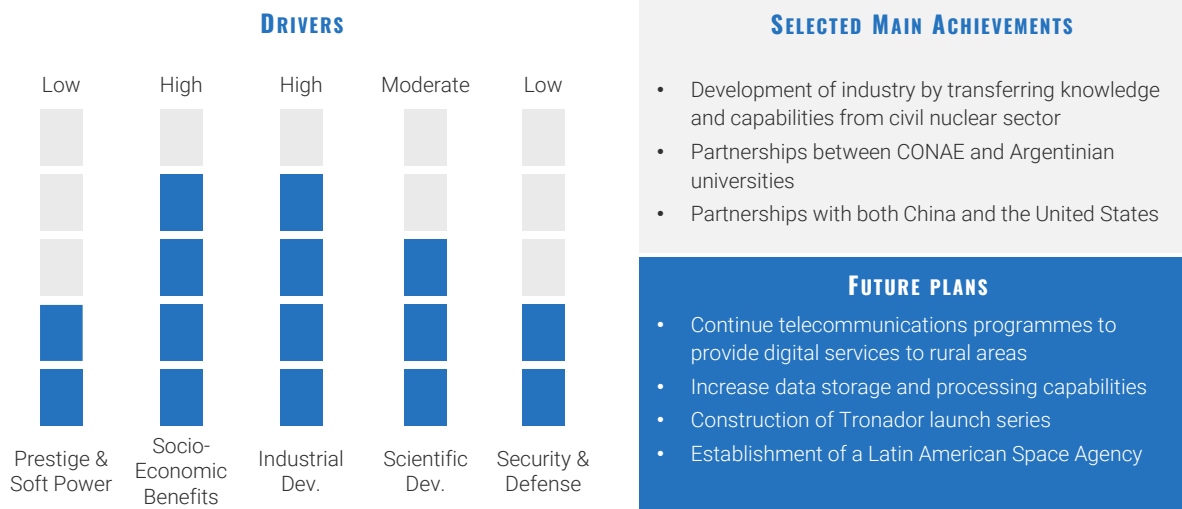 DRIVERS
Low
High
High
Moderate
Low
Prestige &
Soft Power
Socio-
Economic
Benefits
Industrial
Dev.
Scientific
Dev.
Security &
Defense
SELECTED MAIN ACHIEVEMENTS
• Development of industry by transferring knowledge
and capabilities from civil nuclear sector
• Partnerships between CONAE and Argentinian
universities
• Partnerships with both China and the United States
FUTURE PLANS
• Continue telecommunications programmes to
provide digital services to rural areas
• Increase data storage and processing capabilities
• Construction of Tronador launch series
• Establishment of a Latin American Space Agency